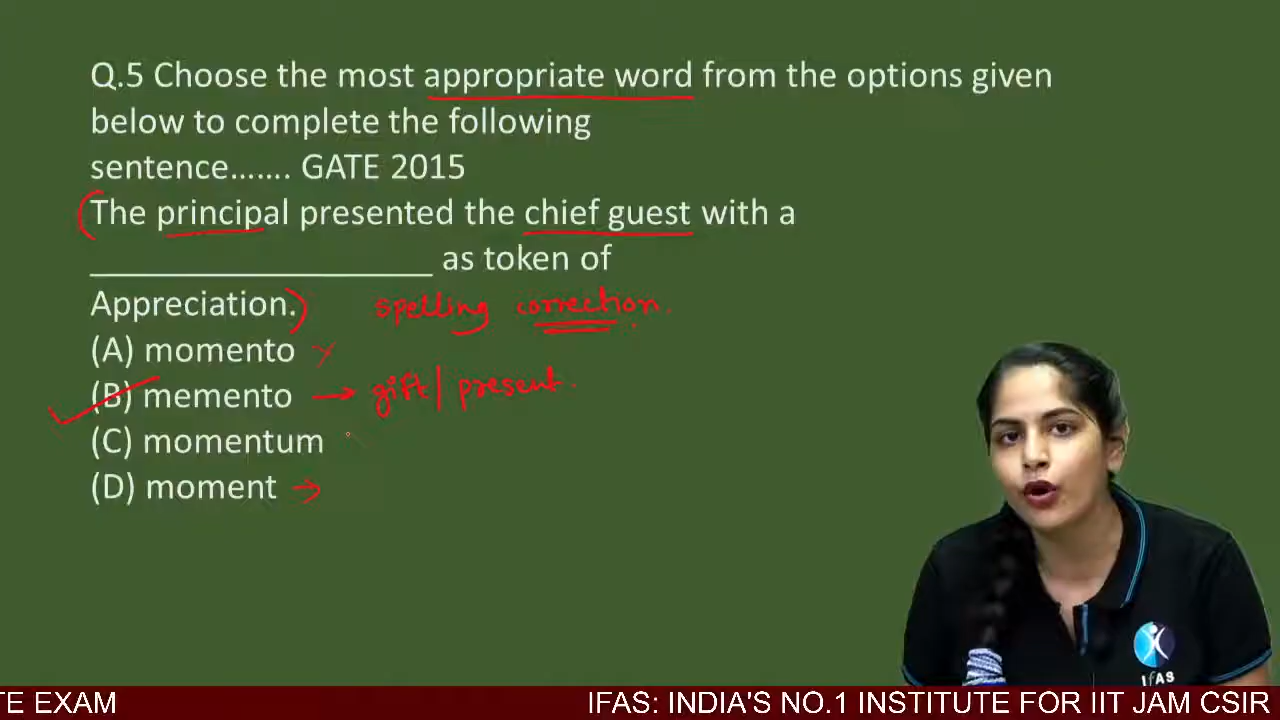 Q.5 Choose the most appropriate word from the options given
below to complete the following
sentence……. GATE 2015
The principal presented the chief guest with a
___________________ as token of
Appreciation.) spelling correction.
(A) momento ×
(B) memento → gift/present.
(C) momentum
(D) moment →
IFAS
TE EXAM IFAS: INDIA'S NO.1 INSTITUTE FOR IIT JAM CSIR